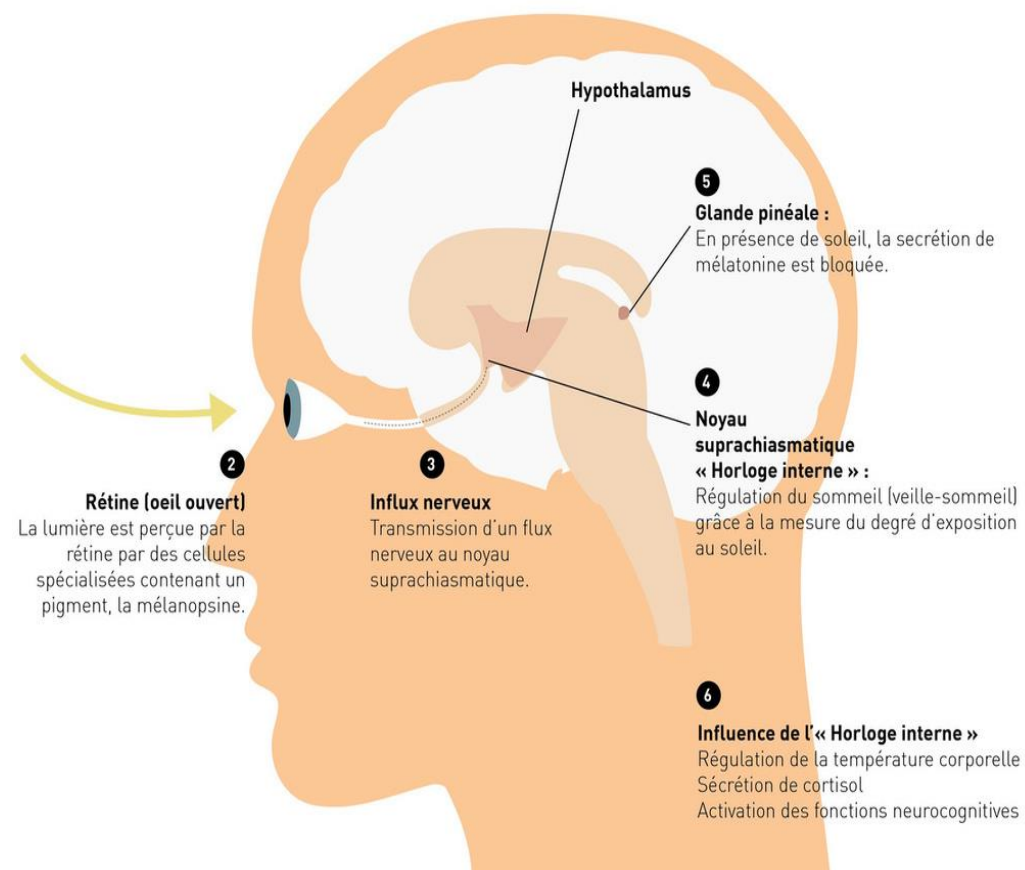 Hypothalamus
5
Glande pinéale :
En présence de soleil, la secrétion de
mélatonine est bloquée.
4
Noyau
suprachiasmatique
« Horloge interne » :
Régulation du sommeil (veille-sommeil)
grâce à la mesure du degré d’exposition
au soleil.
2
Rétine (oeil ouvert)
La lumière est perçue par la
rétine par des cellules
spécialisées contenant un
pigment, la mélanopsine.
3
Influx nerveux
Transmission d’un flux
nerveux au noyau
suprachiasmatique.
6
Influence de l’« Horloge interne »
Régulation de la température corporelle
Sécrétion de cortisol
Activation des fonctions neurocognitives